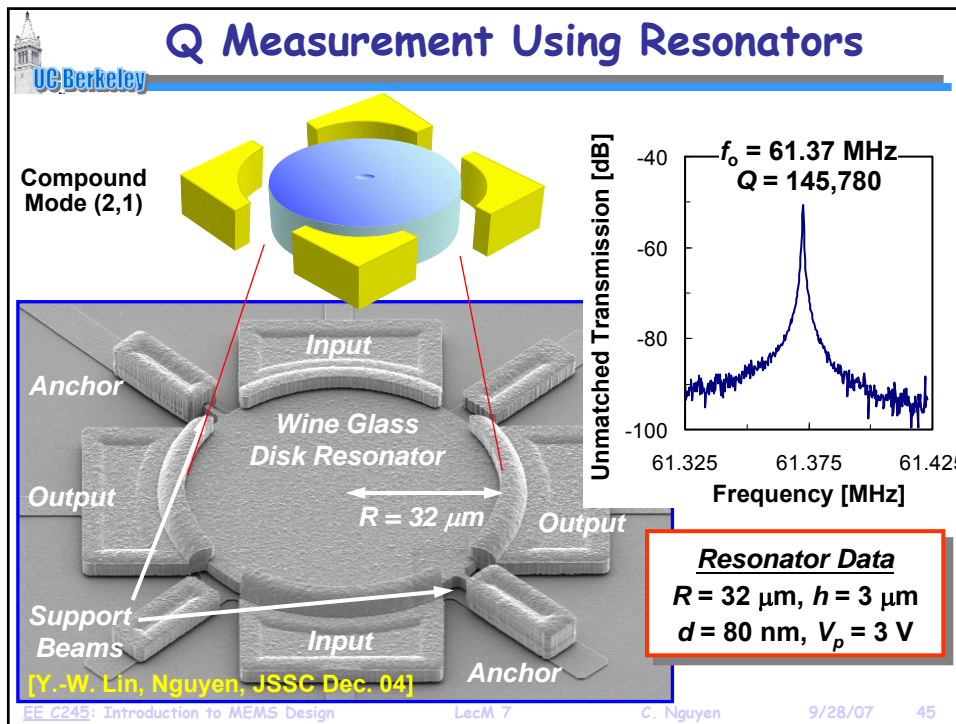 Q Measurement Using Resonators
UC Berkeley
Compound
Mode (2,1)
Unmatched Transmission [dB]
-40
-60
-80
-100
fo = 61.37 MHz
Q = 145,780
61.325
61.375
61.425
Frequency [MHz]
Input
Anchor
Wine Glass
Disk Resonator
Output
R = 32 μm
Output
Support
Beams
Input
Anchor
[Y.-W. Lin, Nguyen, JSSC Dec. 04]
Resonator Data
R = 32 μm, h = 3 μm
d = 80 nm, Vp = 3 V
EE C245: Introduction to MEMS Design LecM 7 C. Nguyen 9/28/07 45